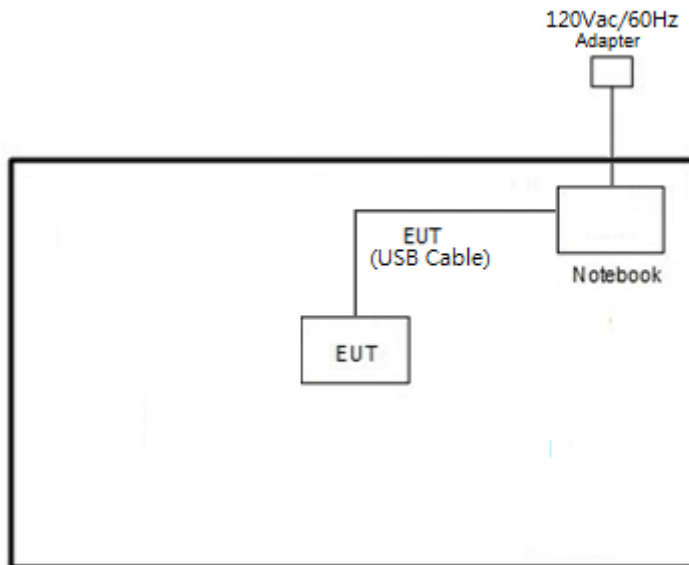 120Vac/60Hz
Adapter
EUT
(USB Cable)
Notebook
EUT